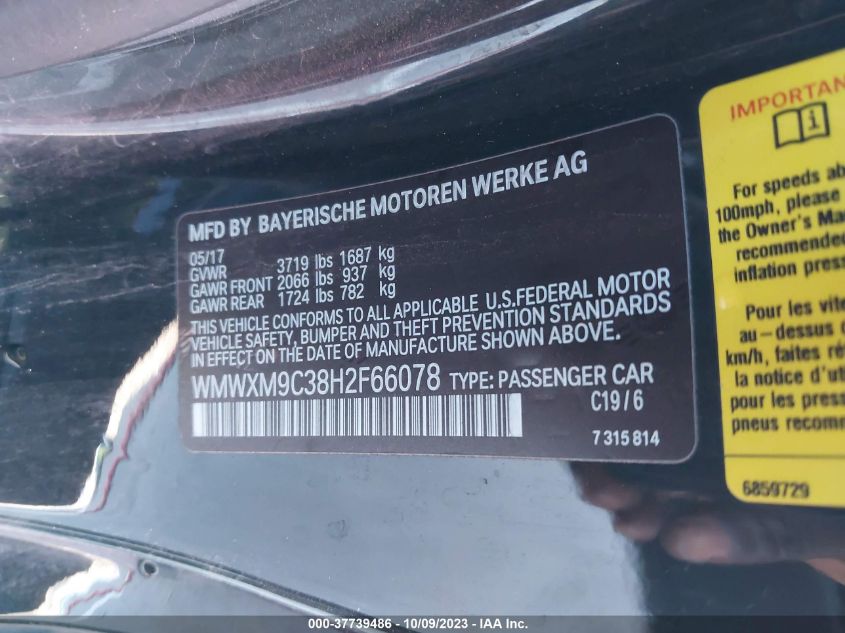 MFD BY BAYERISCHE MOTOREN WERKE AG
05/17
GVWR 3719 lbs 1687 kg
GAWR FRONT 2066 lbs 937 kg
GAWR REAR 1724 lbs 782 kg
THIS VEHICLE CONFORMS TO ALL APPLICABLE U.S.FEDERAL MOTOR
VEHICLE SAFETY, BUMPER AND THEFT PREVENTION STANDARDS
IN EFFECT ON THE DATE OF MANUFACTURE SHOWN ABOVE.
WMWXM9C38H2F66078 TYPE: PASSENGER CAR
C19/6
7 315 814
IMPORTAN
i
For speeds ab
100mph, please
the Owner's Ma
recommended
inflation press
Pour les vite
au-dessus d
km/h, faites réfé
la notice d'util
pour les press
pneus recomm
6859729
000-37739486 - 10/09/2023 - IAA Inc.